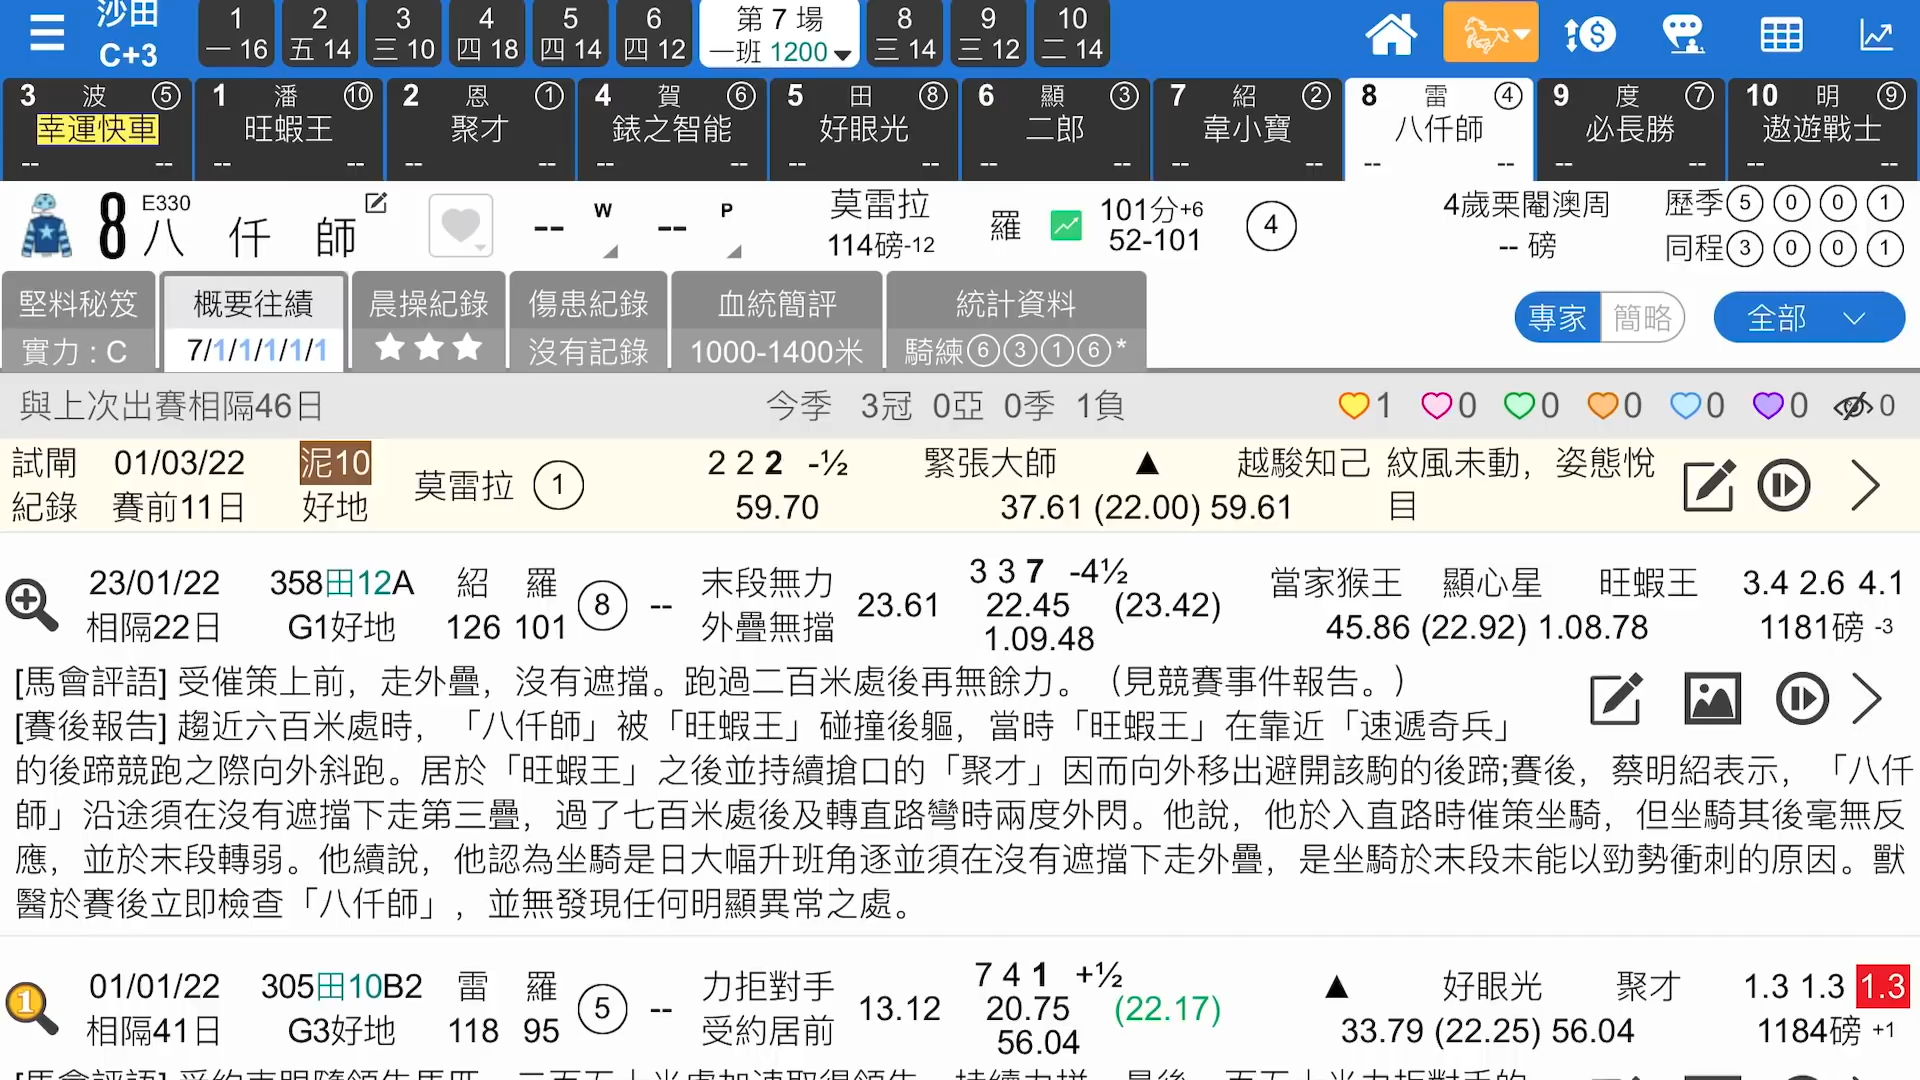 沙田
C+3
1
一 16
2
五 14
3
三 10
4
四 18
5
四 14
6
四 12
第 7 場
一班 1200
8
三 14
9
三 12
10
二 14
3 波 5
幸運快車
-- --
1 潘 10
旺蝦王
-- --
2 恩 1
聚才
-- --
4 賀 6
錶之智能
-- --
5 田 8
好眼光
-- --
6 顯 3
二郎
-- --
7 紹 2
韋小寶
-- --
8 雷 4
八仟師
-- --
9 度 7
必長勝
-- --
10 明 9
遨遊戰士
-- --
8 E330
八仟師
-- W -- P
莫雷拉
114磅-12
羅
101分+6
52-101
4
4歲栗閹澳周
-- 磅
歷季 5 0 0 1
同程 3 0 0 1
堅料秘笈
實力 : C
概要往績
7/1/1/1/1/1
晨操紀錄
★★★
傷患紀錄
沒有記錄
血統簡評
1000-1400米
統計資料
騎練⑥③①⑥*
專家 簡略
全部
與上次出賽相隔46日
今季 3冠 0亞 0季 1負
1 0 0 0 0 0 0
試閘 01/03/22 泥10
紀錄 賽前11日 好地
莫雷拉 1
2 2 2 -½
59.70
緊張大師 ▲ 越駿知己
37.61 (22.00) 59.61
紋風未動，姿態悅
目
23/01/22 358田12A 紹 羅
相隔22日 G1好地 126 101
8 --
末段無力
外疊無擋
23.61
3 3 7 -4½
22.45 (23.42)
1.09.48
當家猴王 顯心星 旺蝦王
45.86 (22.92) 1.08.78
3.4 2.6 4.1
1181磅 -3
[馬會評語] 受催策上前，走外疊，沒有遮擋。跑過二百米處後再無餘力。（見競賽事件報告。）
[賽後報告] 趨近六百米處時，「八仟師」被「旺蝦王」碰撞後軀，當時「旺蝦王」在靠近「速遞奇兵」
的後蹄競跑之際向外斜跑。居於「旺蝦王」之後並持續搶口的「聚才」因而向外移出避開該駒的後蹄;賽後，蔡明紹表示，「八仟
師」沿途須在沒有遮擋下走第三疊，過了七百米處後及轉直路彎時兩度外閃。他說，他於入直路時催策坐騎，但坐騎其後毫無反
應，並於末段轉弱。他續說，他認為坐騎是日大幅升班角逐並須在沒有遮擋下走外疊，是坐騎於末段未能以勁勢衝刺的原因。獸
醫於賽後立即檢查「八仟師」，並無發現任何明顯異常之處。
1
01/01/22 305田10B2 雷 羅
相隔41日 G3好地 118 95
5 --
力拒對手
受約居前
13.12
7 4 1 +½
20.75 (22.17)
56.04
▲ 好眼光 聚才
33.79 (22.25) 56.04
1.3 1.3 1.3
1184磅 +1